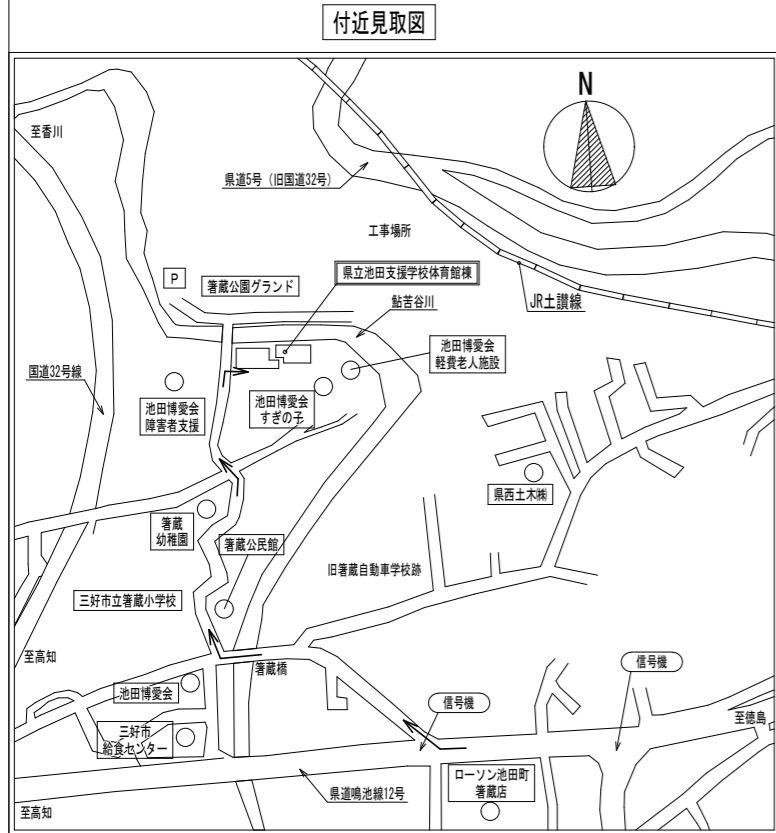 付近見取図
N
至香川
県道5号（旧国道32号）
工事場所
P
箸蔵公園グランド
県立池田支援学校体育館棟
鮎苦谷川
JR土讃線
国道32号線
池田博愛会
軽費老人施設
池田博愛会
障害者支援
池田博愛会
すぎの子
県西土木㈱
箸蔵
幼稚園
箸蔵公民館
旧箸蔵自動車学校跡
三好市立箸蔵小学校
至高知
箸蔵橋
信号機
池田博愛会
信号機
至徳島
三好市
給食センター
ローソン池田町
箸蔵店
県道鳴池線12号
至高知